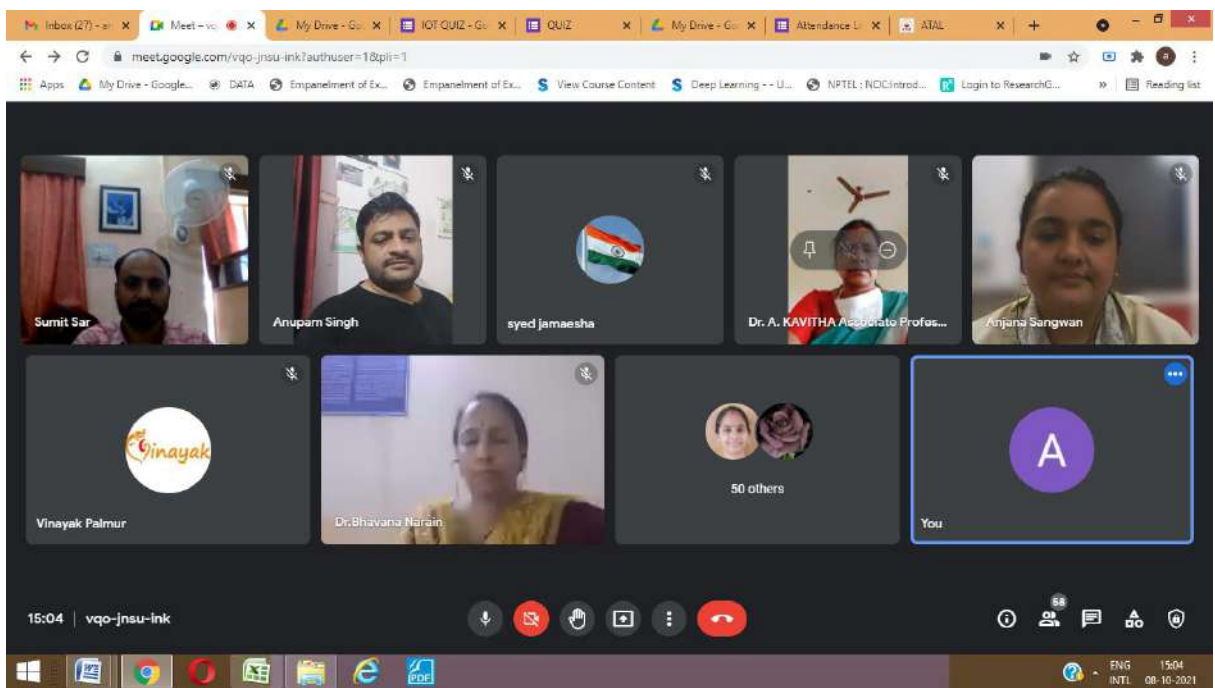 Inbox (27) - ar
Meet – vq
My Drive - Go
IOT QUIZ - Go
QUIZ
My Drive - Go
Attendance Li
ATAL
meet.google.com/vqo-jnsu-ink?authuser=1&pli=1
Apps My Drive - Google... DATA Empanelment of Ex... Empanelment of Ex... View Course Content Deep Learning - - U... NPTEL : NOC:introd... Login to ResearchG... » Reading list
Sumit Sar
Anupam Singh
syed jamaesha
Dr. A. KAVITHA Associate Profes...
Anjana Sangwan
Vinayak
A
50 others
Vinayak Palmur
Dr.Bhavana Narain
You
15:04 | vqo-jnsu-ink
58
PDF
ENG 15:04
INTL 08-10-2021